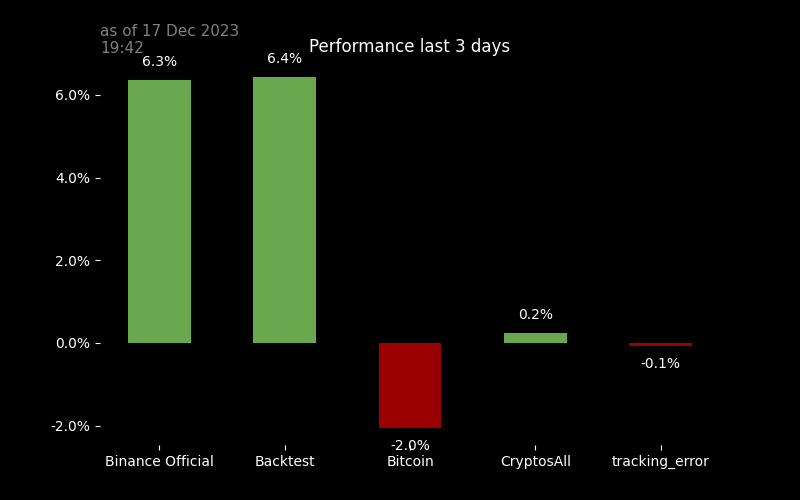 as of 17 Dec 2023
19:42
Performance last 3 days
6.3%
6.4%
6.0%
4.0%
2.0%
0.2%
0.0%
-0.1%
-2.0%
-2.0%
Binance Official
Backtest
Bitcoin
CryptosAll
tracking_error